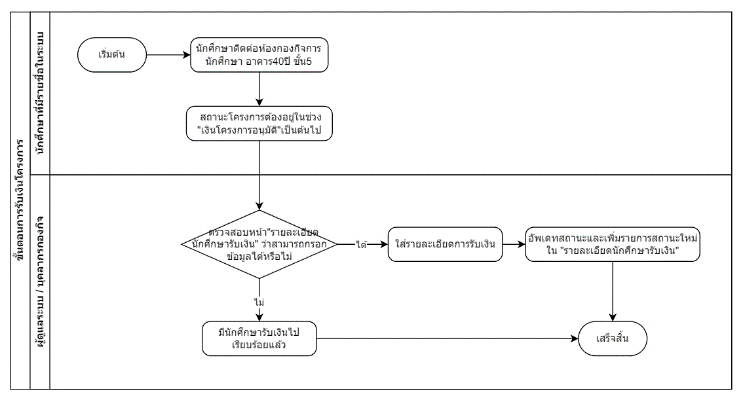 ขั้นตอนการรับเงินโครงการ
นักศึกษาที่มีรายชื่อในระบบ
เริ่มต้น
นักศึกษาติดต่อห้องกองกิจการ
นักศึกษา อาคาร40ปี ชั้น5
สถานะโครงการต้องอยู่ในช่วง
"เงินโครงการอนุมัติ"เป็นต้นไป
ผู้ดูแลระบบ / บุคลากรกองกิจ
ตรวจสอบหน้า"รายละเอียด
นักศึกษารับเงิน" ว่าสามารถกรอก
ข้อมูลได้หรือไม่
ได้
ใส่รายละเอียดการรับเงิน
อัพเดทสถานะและเพิ่มรายการสถานะใหม่
ใน "รายละเอียดนักศึกษารับเงิน"
ไม่
มีนักศึกษารับเงินไป
เรียบร้อยแล้ว
เสร็จสิ้น